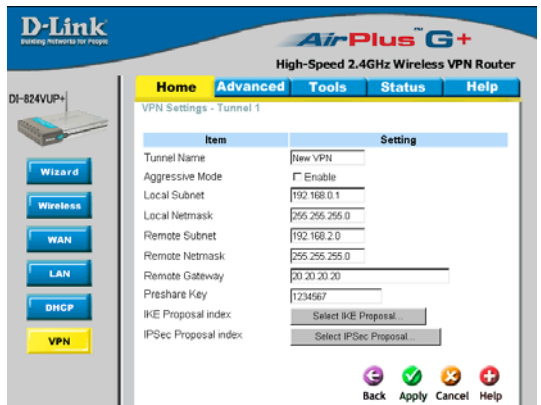 D-Link
Building Networks for People
AirPlus™ G+
High-Speed 2.4GHz Wireless VPN Router
DI-824VUP+
Home Advanced Tools Status Help
VPN Settings - Tunnel 1
Item Setting
Tunnel Name New VPN
Aggressive Mode Enable
Local Subnet 192.168.0.1
Local Netmask 255.255.255.0
Remote Subnet 192.168.2.0
Remote Netmask 255.255.255.0
Remote Gateway 20.20.20.20
Preshare Key 1234567
IKE Proposal index Select IKE Proposal...
IPSec Proposal index Select IPSec Proposal...
Wizard
Wireless
WAN
LAN
DHCP
VPN
Back Apply Cancel Help